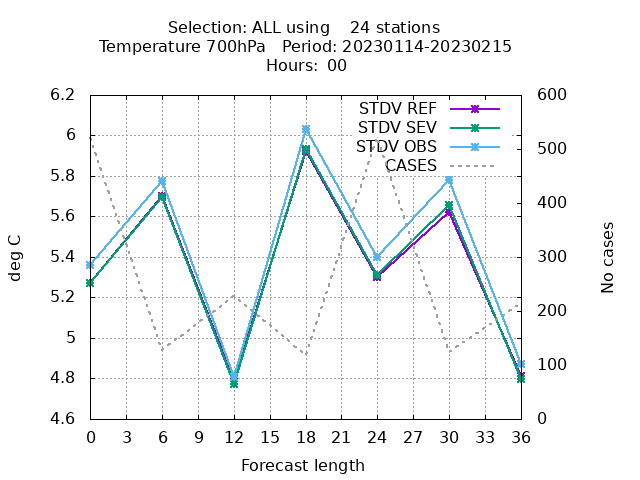 Selection: ALL using    24 stations
Temperature 700hPa   Period: 20230114-20230215
Hours: 00
6.2
6
5.8
5.6
5.4
5.2
5
4.8
4.6
deg C
STDV REF
STDV SEV
STDV OBS
CASES
600
500
400
300
200
100
0
No cases
0 3 6 9 12 15 18 21 24 27 30 33 36
Forecast length